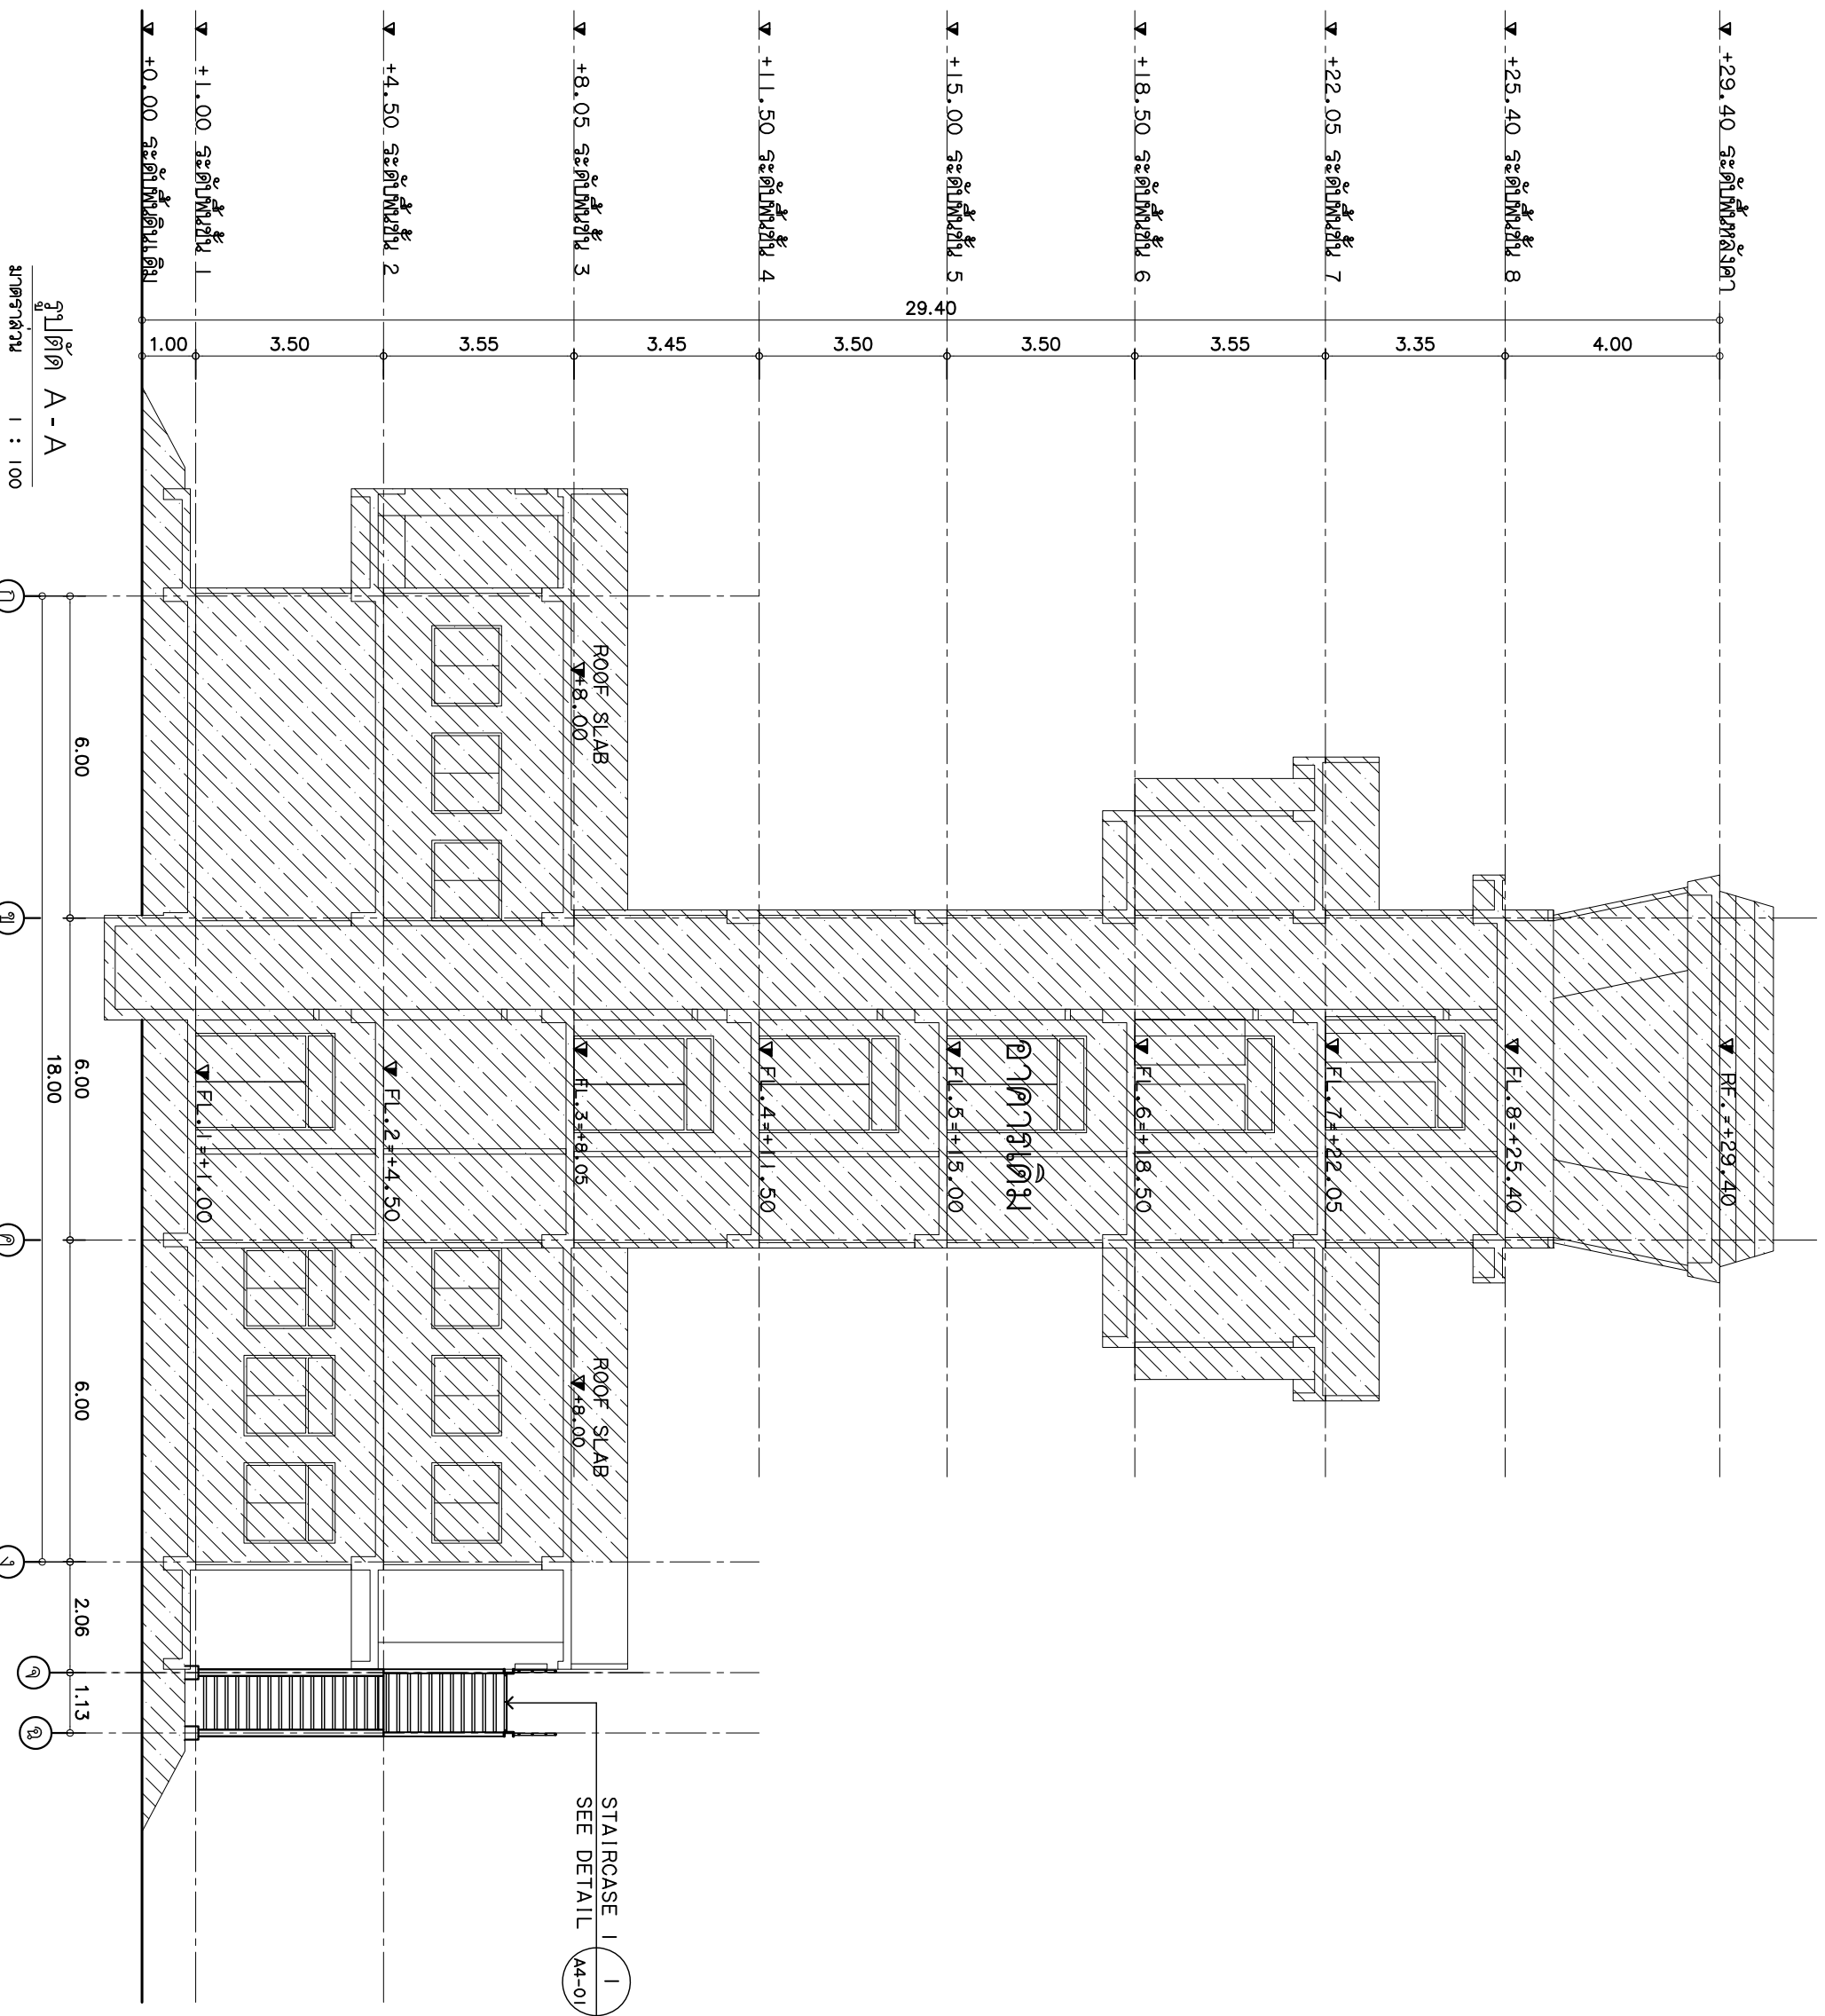 +29.40 ระดับพื้นหลังคา
+25.40 ระดับพื้นชั้น 8
+22.05 ระดับพื้นชั้น 7
+18.50 ระดับพื้นชั้น 6
+15.00 ระดับพื้นชั้น 5
+11.50 ระดับพื้นชั้น 4
+8.05 ระดับพื้นชั้น 3
+4.50 ระดับพื้นชั้น 2
+1.00 ระดับพื้นชั้น 1
+0.00 ระดับพื้นดินเดิม
29.40
4.00
3.35
3.55
3.50
3.50
3.45
3.55
3.50
1.00
RF.=+29.40
FL.8=+25.40
FL.7=+22.05
FL.6=+18.50
อาคารเดิม
FL.5=+15.00
FL.4=+11.50
FL.3=+8.05
FL.2=+4.50
FL.1=+1.00
ROOF SLAB
+8.00
ROOF SLAB
+8.00
STAIRCASE 1
SEE DETAIL
1
A4-01
6.00
6.00
6.00
2.06
1.13
18.00
ก
ข
ค
ง
จ
ฉ
รูปตัด A-A
มาตราส่วน 1 : 100